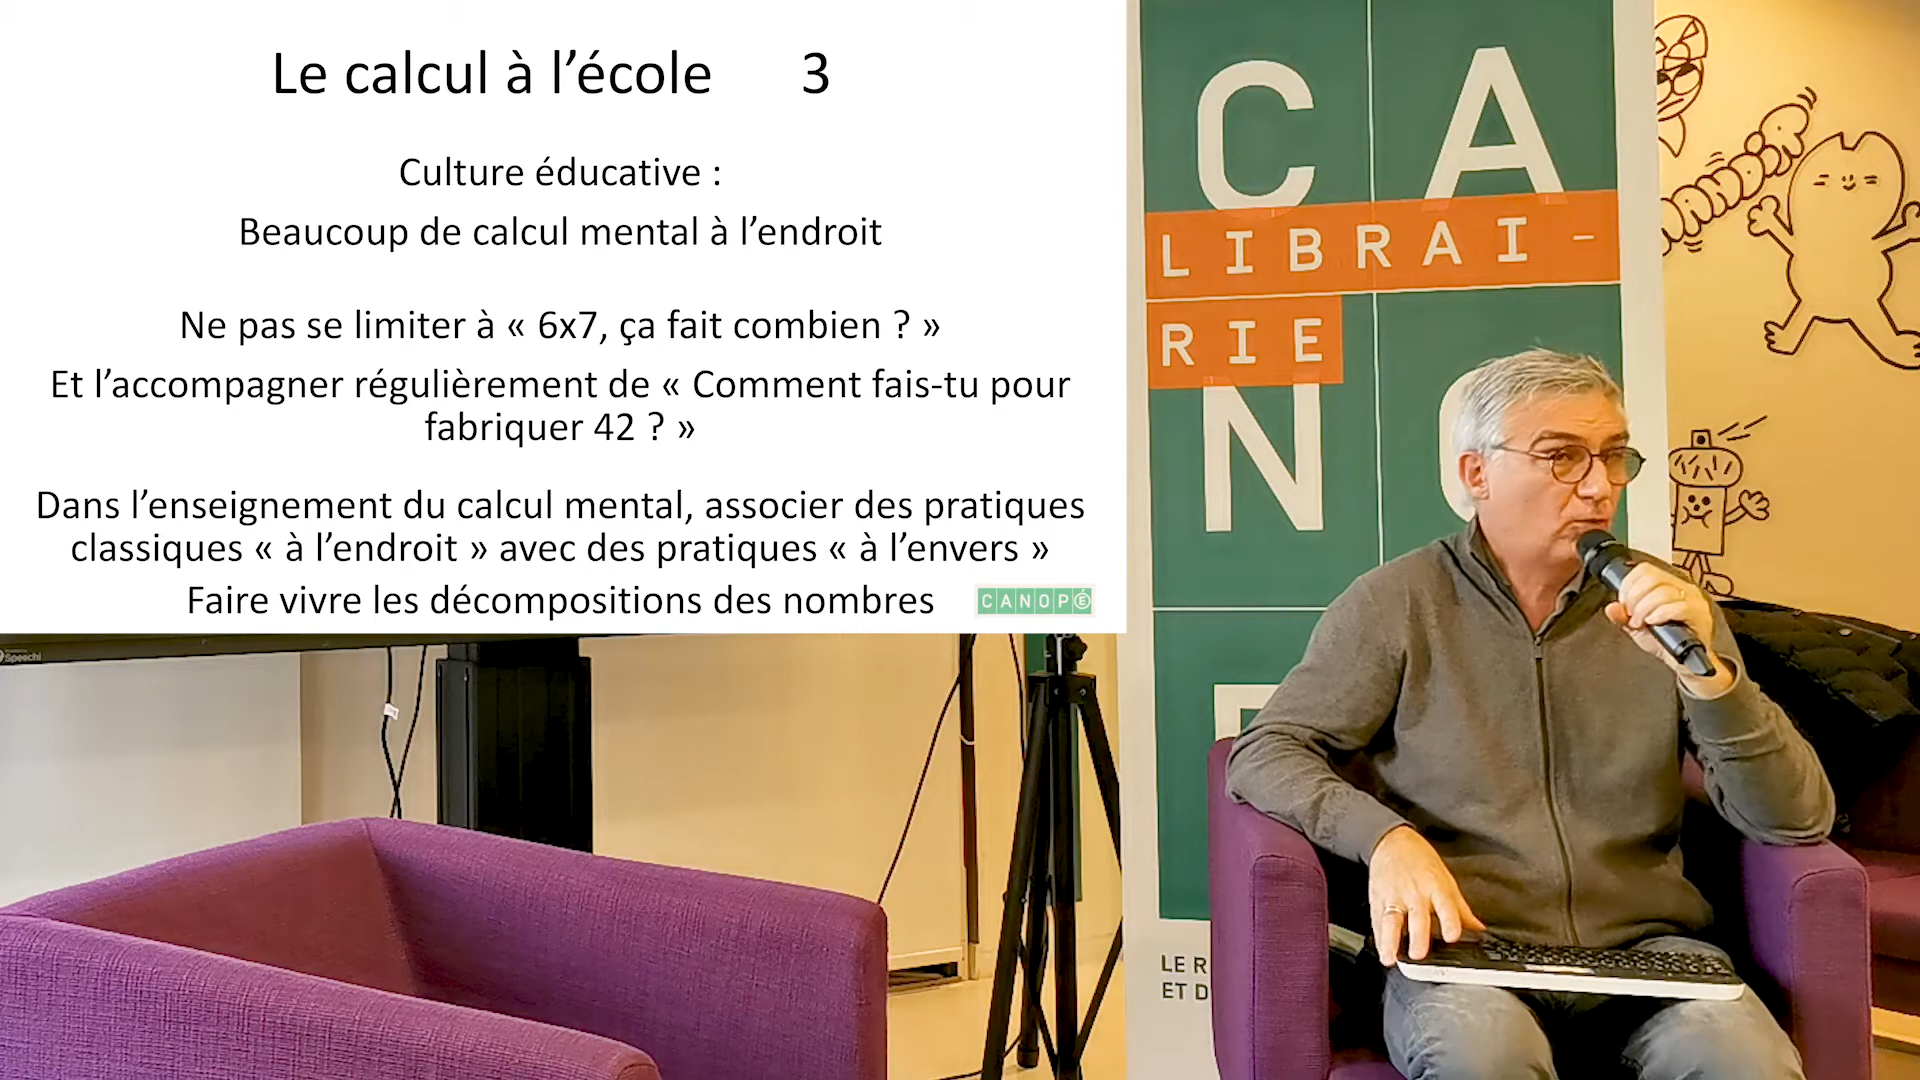 Le calcul à l'école 3
Culture éducative :
Beaucoup de calcul mental à l'endroit
Ne pas se limiter à « 6x7, ça fait combien ? »
Et l'accompagner régulièrement de « Comment fais-tu pour
fabriquer 42 ? »
Dans l'enseignement du calcul mental, associer des pratiques
classiques « à l'endroit » avec des pratiques « à l'envers »
Faire vivre les décompositions des nombres
CANOPÉ
Speechi
CA
LIBRAI-
RIE
N
LE R
ET D